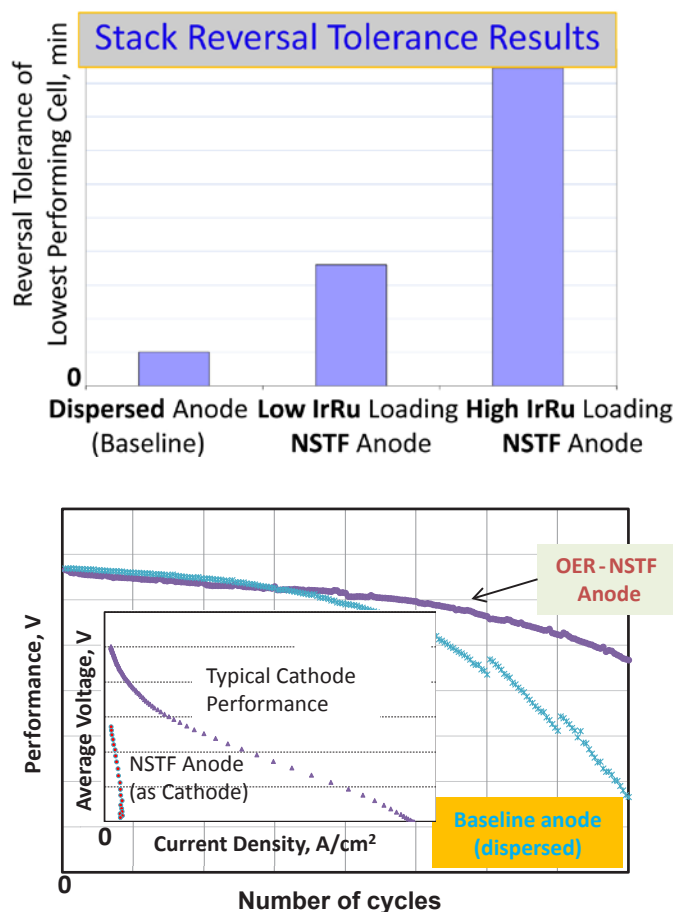 Stack Reversal Tolerance Results
Reversal Tolerance of
Lowest Performing Cell, min
0
Dispersed Anode
(Baseline)
Low IrRu Loading
NSTF Anode
High IrRu Loading
NSTF Anode
Performance, V
OER - NSTF
Anode
Average Voltage, V
Typical Cathode
Performance
NSTF Anode
(as Cathode)
0
Current Density, A/cm²
Baseline anode
(dispersed)
0
Number of cycles